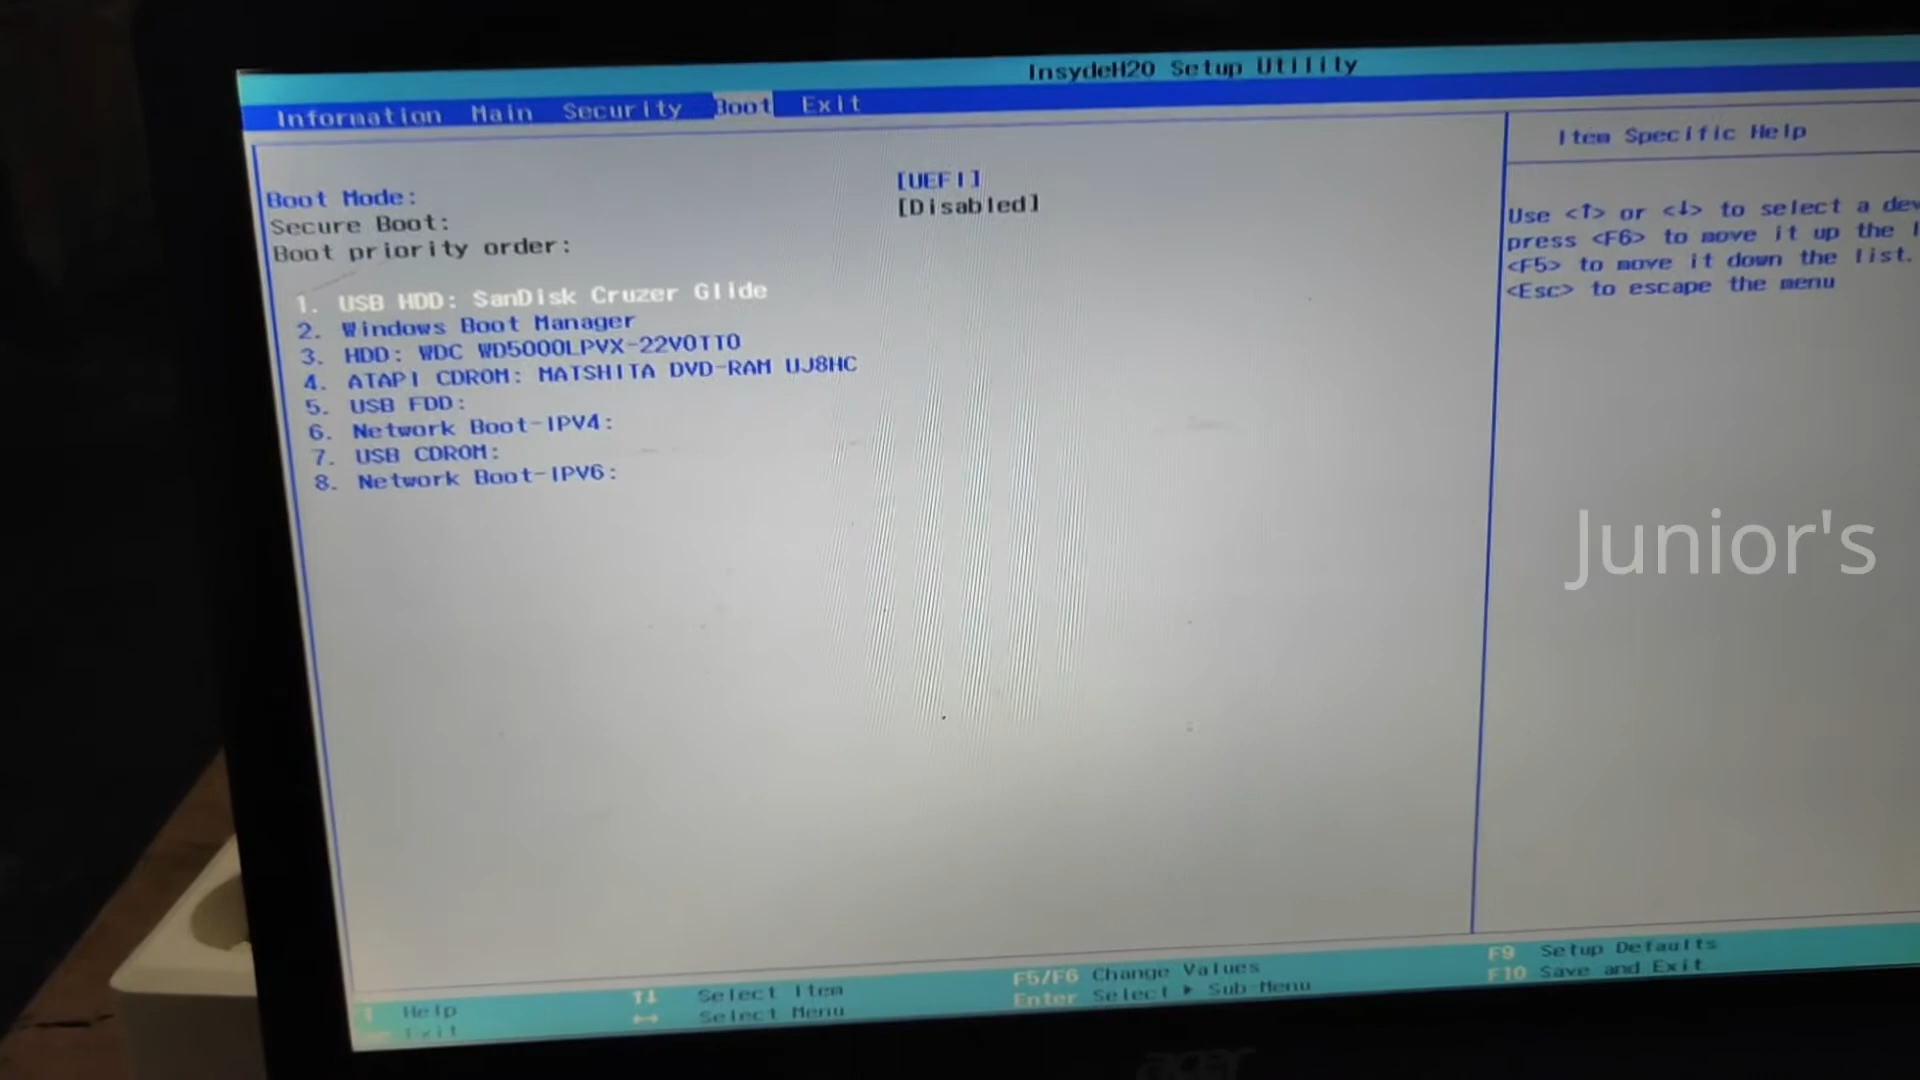 InsydeH20 Setup Utility
Information Main Security Boot Exit
Item Specific Help
Boot Mode: [UEFI]
Secure Boot: [Disabled]
Boot priority order:
1. USB HDD: SanDisk Cruzer Glide
2. Windows Boot Manager
3. HDD: WDC WD5000LPVX-22V0TT0
4. ATAPI CDROM: MATSHITA DVD-RAM UJ8HC
5. USB FDD:
6. Network Boot-IPV4:
7. USB CDROM:
8. Network Boot-IPV6:
Use <↑> or <↓> to select a dev
press <F6> to move it up the l
<F5> to move it down the list.
<Esc> to escape the menu
Junior's
Help ↑↓ Select Item F5/F6 Change Values F9 Setup Defaults
Exit ↔ Select Menu Enter Select ▶ Sub-Menu F10 Save and Exit
acer